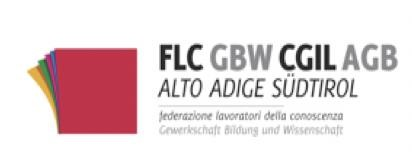 FLC GBW CGIL AGB
ALTO ADIGE SÜDTIROL
federazione lavoratori della conoscenza
Gewerkschaft Bildung und Wissenschaft